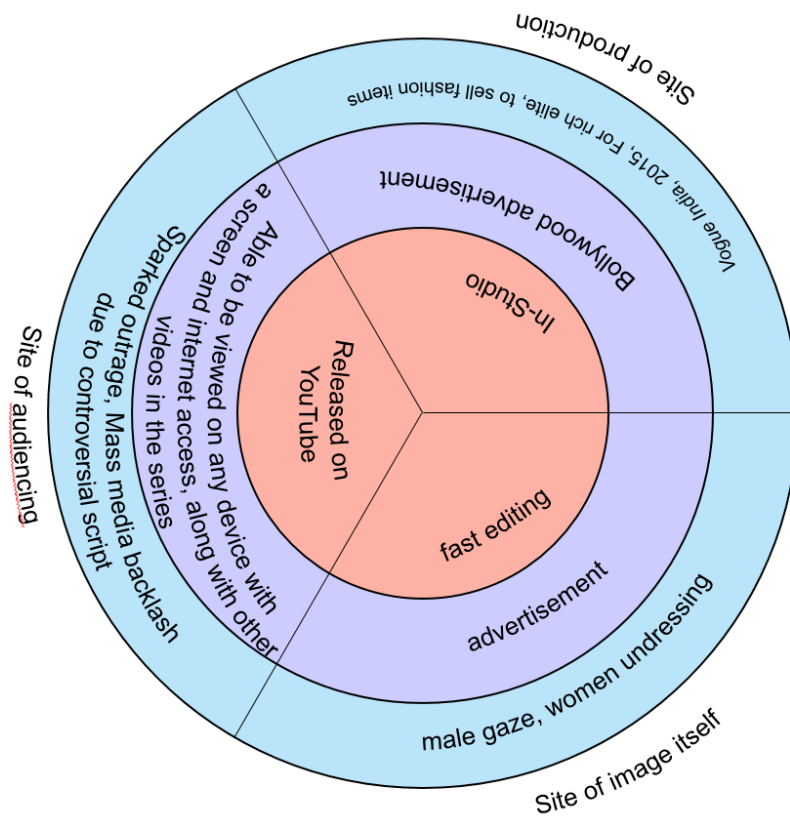 Site of production
Vogue India, 2015, For rich elite, to sell fashion items
Bollywood advertisement
In-Studio
Site of audiencing
Sparked outrage, Mass media backlash
due to controversial script
Able to be viewed on any device with
a screen and internet access, along with other
videos in the series
Released on
YouTube
fast editing
advertisement
male gaze, women undressing
Site of image itself